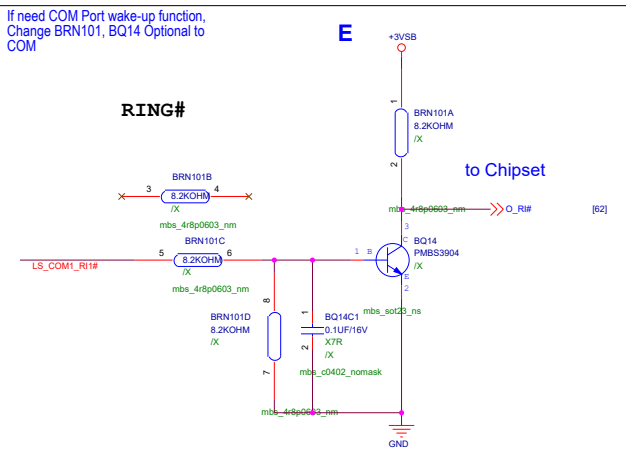 If need COM Port wake-up function,
Change BRN101, BQ14 Optional to
COM
E
+3VSB
RING#
1
BRN101A
8.2KOHM
/X
2
to Chipset
BRN101B
3
8.2KOHM
4
/X
mbs_4r8p0603_nm
mbs_4r8p0603_nm
O_RI#
[62]
3
C
BQ14
PMBS3904
/X
1
B
E
2
BRN101C
5
8.2KOHM
6
/X
LS_COM1_RI1#
mbs_4r8p0603_nm
mbs_sot23_ns
8
BRN101D
8.2KOHM
/X
7
1
BQ14C1
0.1UF/16V
X7R
2
/X
mbs_c0402_nomask
mbs_4r8p0603_nm
GND